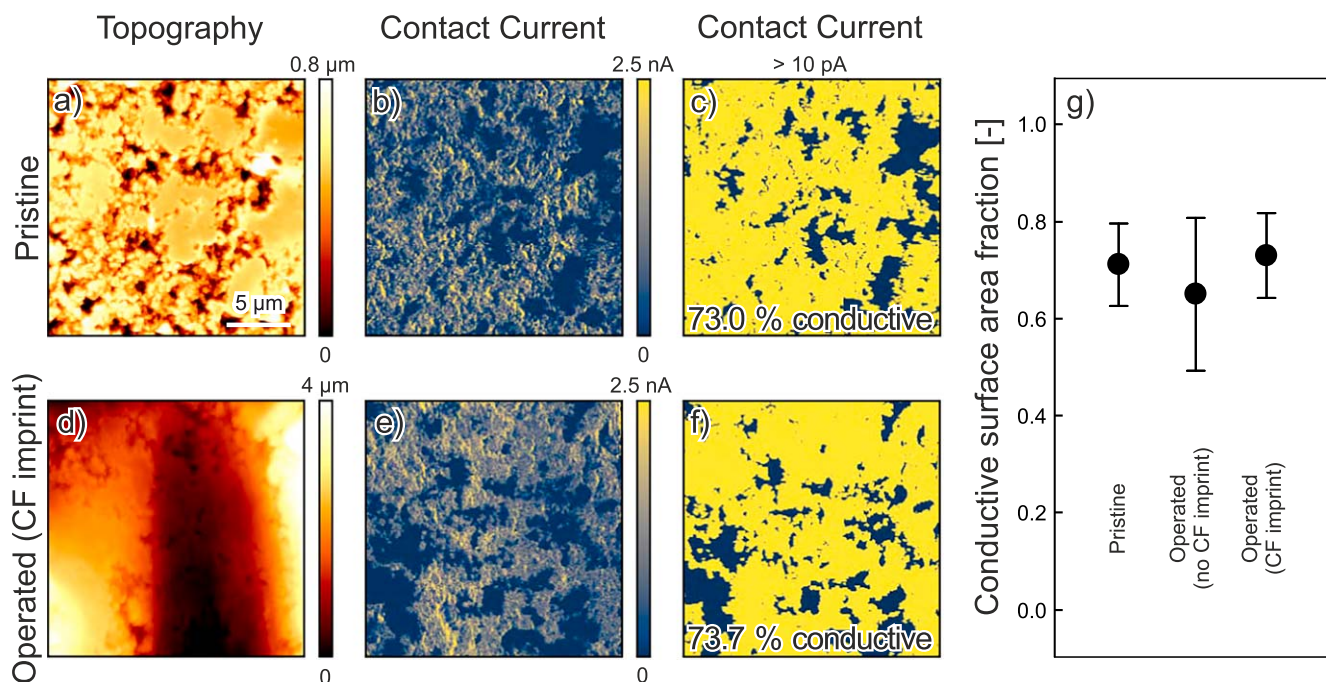 Topography
Contact Current
Contact Current
0.8 µm
2.5 nA
> 10 pA
Pristine
a)
b)
c)
5 µm
73.0 % conductive
0
0
Operated (CF imprint)
4 µm
2.5 nA
d)
e)
f)
73.7 % conductive
0
0
g)
Conductive surface area fraction [-]
1.0
0.8
0.6
0.4
0.2
0.0
Pristine
Operated
(no CF imprint)
Operated
(CF imprint)